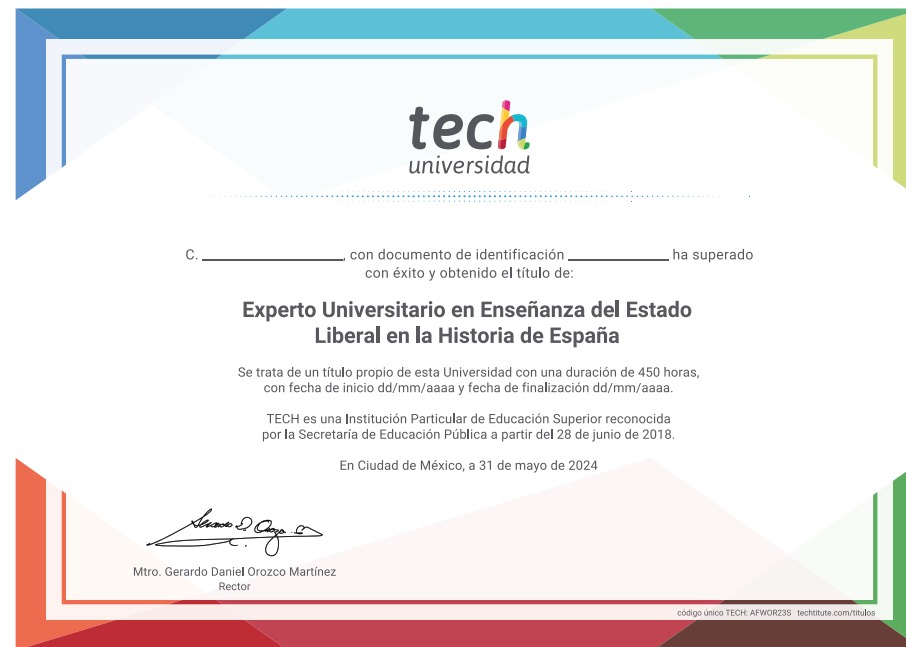 tech
universidad
C. ____________________, con documento de identificación ______________ ha superado
con éxito y obtenido el título de:
Experto Universitario en Enseñanza del Estado
Liberal en la Historia de España
Se trata de un título propio de esta Universidad con una duración de 450 horas,
con fecha de inicio dd/mm/aaaa y fecha de finalización dd/mm/aaaa.
TECH es una Institución Particular de Educación Superior reconocida
por la Secretaría de Educación Pública a partir del 28 de junio de 2018.
En Ciudad de México, a 31 de mayo de 2024
Mtro. Gerardo Daniel Orozco Martínez
Rector
código único TECH: AFWOR23S techtitute.com/titulos